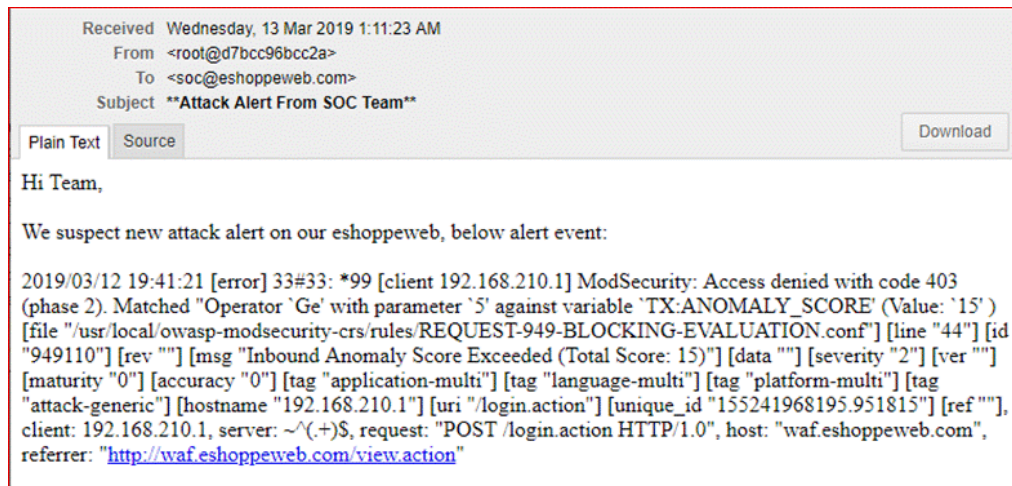 Received Wednesday, 13 Mar 2019 1:11:23 AM
From <root@d7bcc96bcc2a>
To <soc@eshoppeweb.com>
Subject **Attack Alert From SOC Team**
Plain Text Source Download
Hi Team,
We suspect new attack alert on our eshoppeweb, below alert event:
2019/03/12 19:41:21 [error] 33#33: *99 [client 192.168.210.1] ModSecurity: Access denied with code 403
(phase 2). Matched "Operator `Ge' with parameter `5' against variable `TX:ANOMALY_SCORE' (Value: `15' )
[file "/usr/local/owasp-modsecurity-crs/rules/REQUEST-949-BLOCKING-EVALUATION.conf"] [line "44"] [id
"949110"] [rev ""] [msg "Inbound Anomaly Score Exceeded (Total Score: 15)"] [data ""] [severity "2"] [ver ""]
[maturity "0"] [accuracy "0"] [tag "application-multi"] [tag "language-multi"] [tag "platform-multi"] [tag
"attack-generic"] [hostname "192.168.210.1"] [uri "/login.action"] [unique_id "155241968195.951815"] [ref ""],
client: 192.168.210.1, server: ~^(.+)$, request: "POST /login.action HTTP/1.0", host: "waf.eshoppeweb.com",
referrer: "http://waf.eshoppeweb.com/view.action"